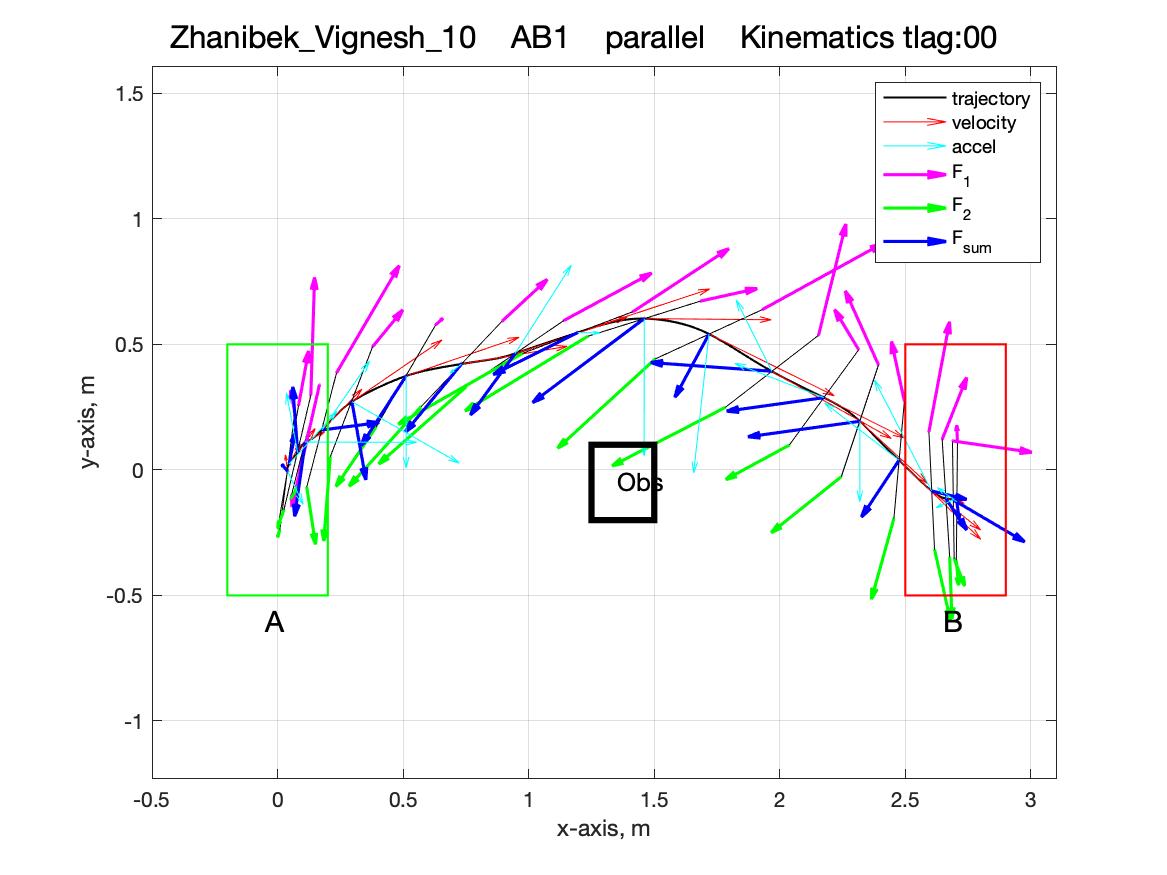 Zhanibek_Vignesh_10 AB1 parallel Kinematics tlag:00
trajectory
velocity
accel
F1
F2
Fsum
1.5
1
0.5
0
-0.5
-1
y-axis, m
Obs
A
B
-0.5 0 0.5 1 1.5 2 2.5 3
x-axis, m